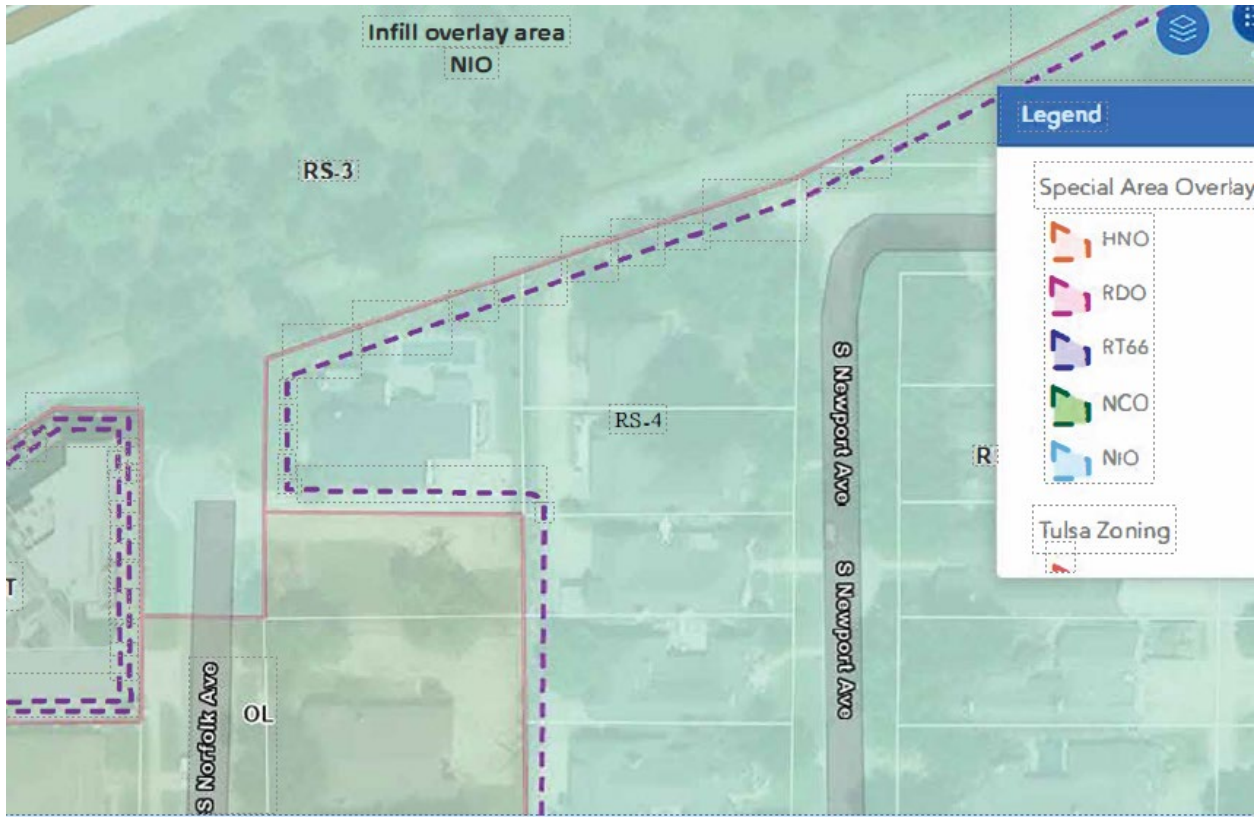 Infill overlay area
NIO
RS-3
Legend
Special Area Overlay
HNO
RDO
RT66
NCO
NIO
Tulsa Zoning
RS-4
R
S Newport Ave
S Newport Ave
T
OL
S Norfolk Ave